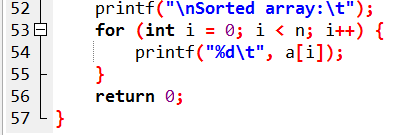 52 printf("\nSorted array:\t");
53 for (int i = 0; i < n; i++) {
54 printf("%d\t", a[i]);
55 }
56 return 0;
57 }